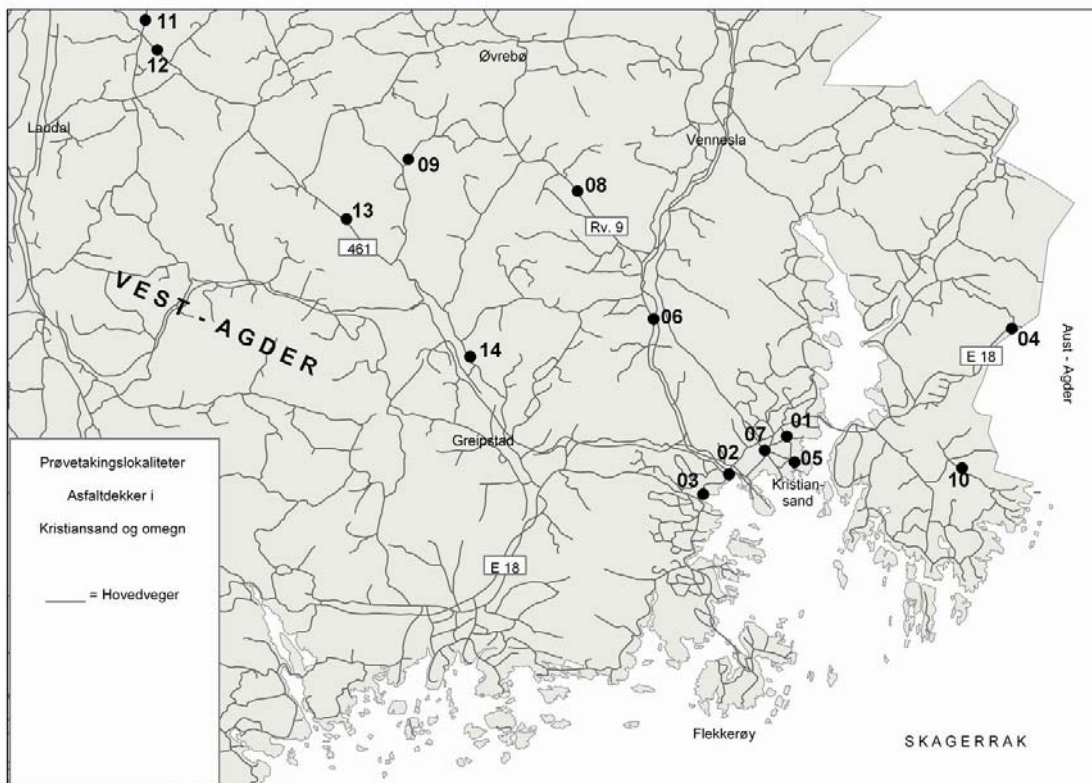 11
12
Øvrebø
Laudal
Vennesla
09
08
13
Rv. 9
461
VEST - AGDER
06
04
14
E 18
Aust - Agder
01
07
Greipstad
02
05
10
03
Kristian-
sand
Prøvetakingslokaliteter
Asfaltdekker i
Kristiansand og omegn
E 18
= Hovedveger
Flekkerøy
SKAGERRAK